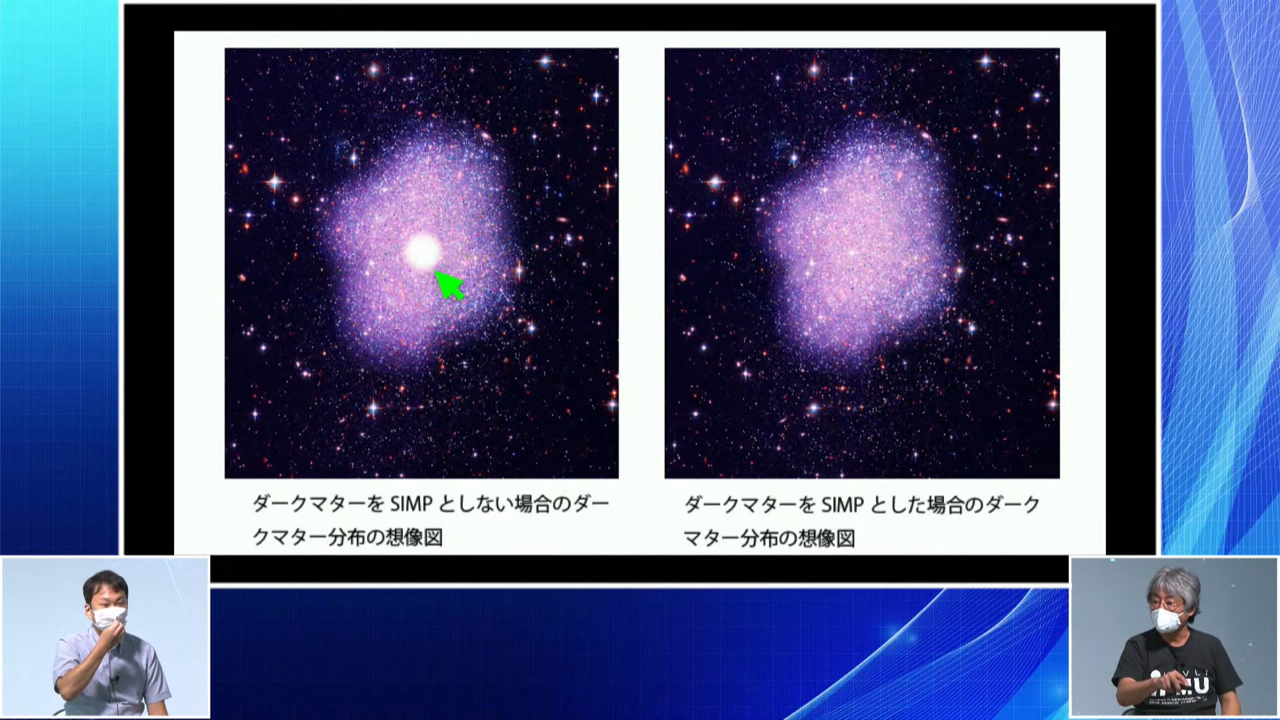 ダークマターを SIMP としない場合のダー
クマター分布の想像図
ダークマターを SIMP とした場合のダーク
マター分布の想像図